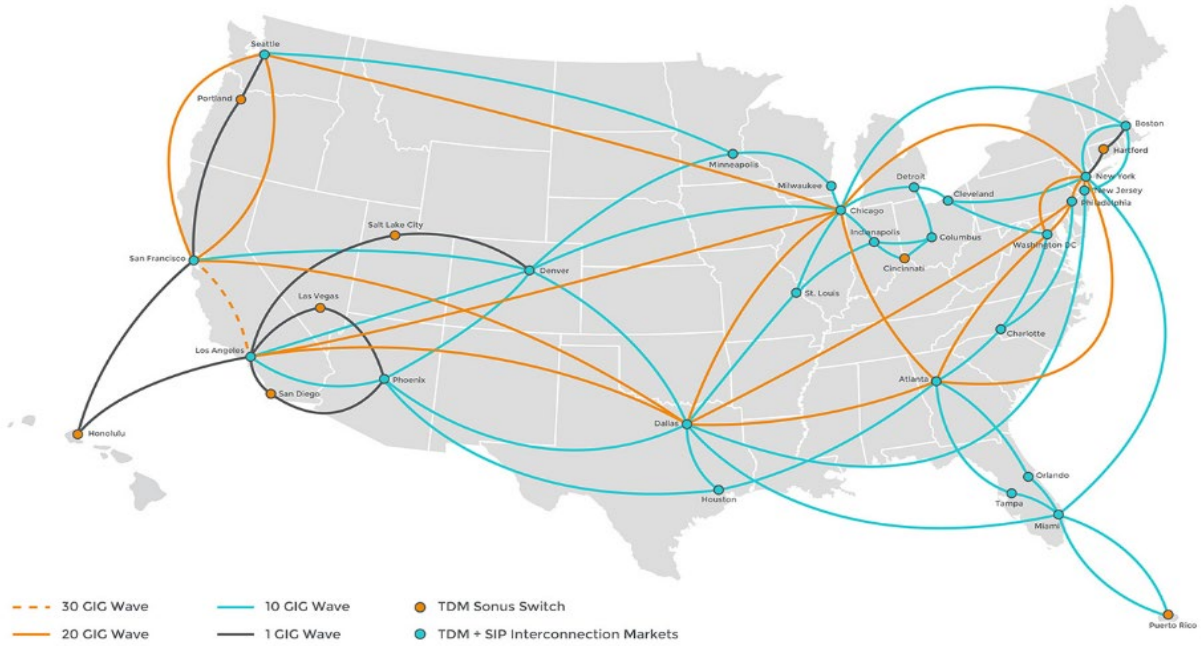 Seattle
Portland
Boston
Hartford
Minneapolis
New York
Milwaukee
Detroit
Cleveland
New Jersey
Philadelphia
Chicago
Salt Lake City
Indianapolis
Columbus
Washington DC
San Francisco
Denver
Cincinnati
Las Vegas
St. Louis
Charlotte
Los Angeles
Phoenix
Atlanta
San Diego
Dallas
Honolulu
Orlando
Houston
Tampa
Miami
30 GIG Wave
10 GIG Wave
TDM Sonus Switch
20 GIG Wave
1 GIG Wave
TDM + SIP Interconnection Markets
Puerto Rico